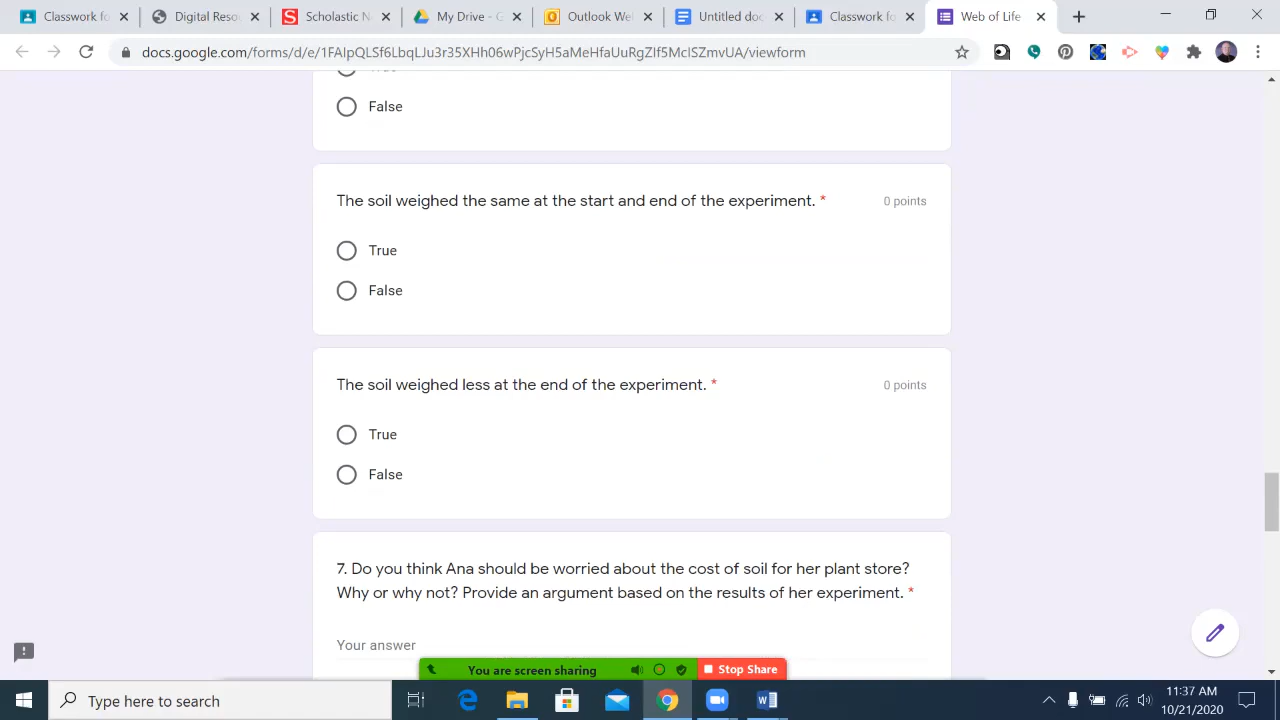 Classwork fo
Digital Reso
Scholastic N
My Drive - G
Outlook We
Untitled doc
Classwork fo
Web of Life
docs.google.com/forms/d/e/1FAIpQLSf6LbqLJu3r35XHh06wPjcSyH5aMeHfaUuRgZIf5McISZmvUA/viewform
False
The soil weighed the same at the start and end of the experiment. *
0 points
True
False
The soil weighed less at the end of the experiment. *
0 points
True
False
7. Do you think Ana should be worried about the cost of soil for her plant store?
Why or why not? Provide an argument based on the results of her experiment. *
Your answer
You are screen sharing
Stop Share
Type here to search
11:37 AM
10/21/2020